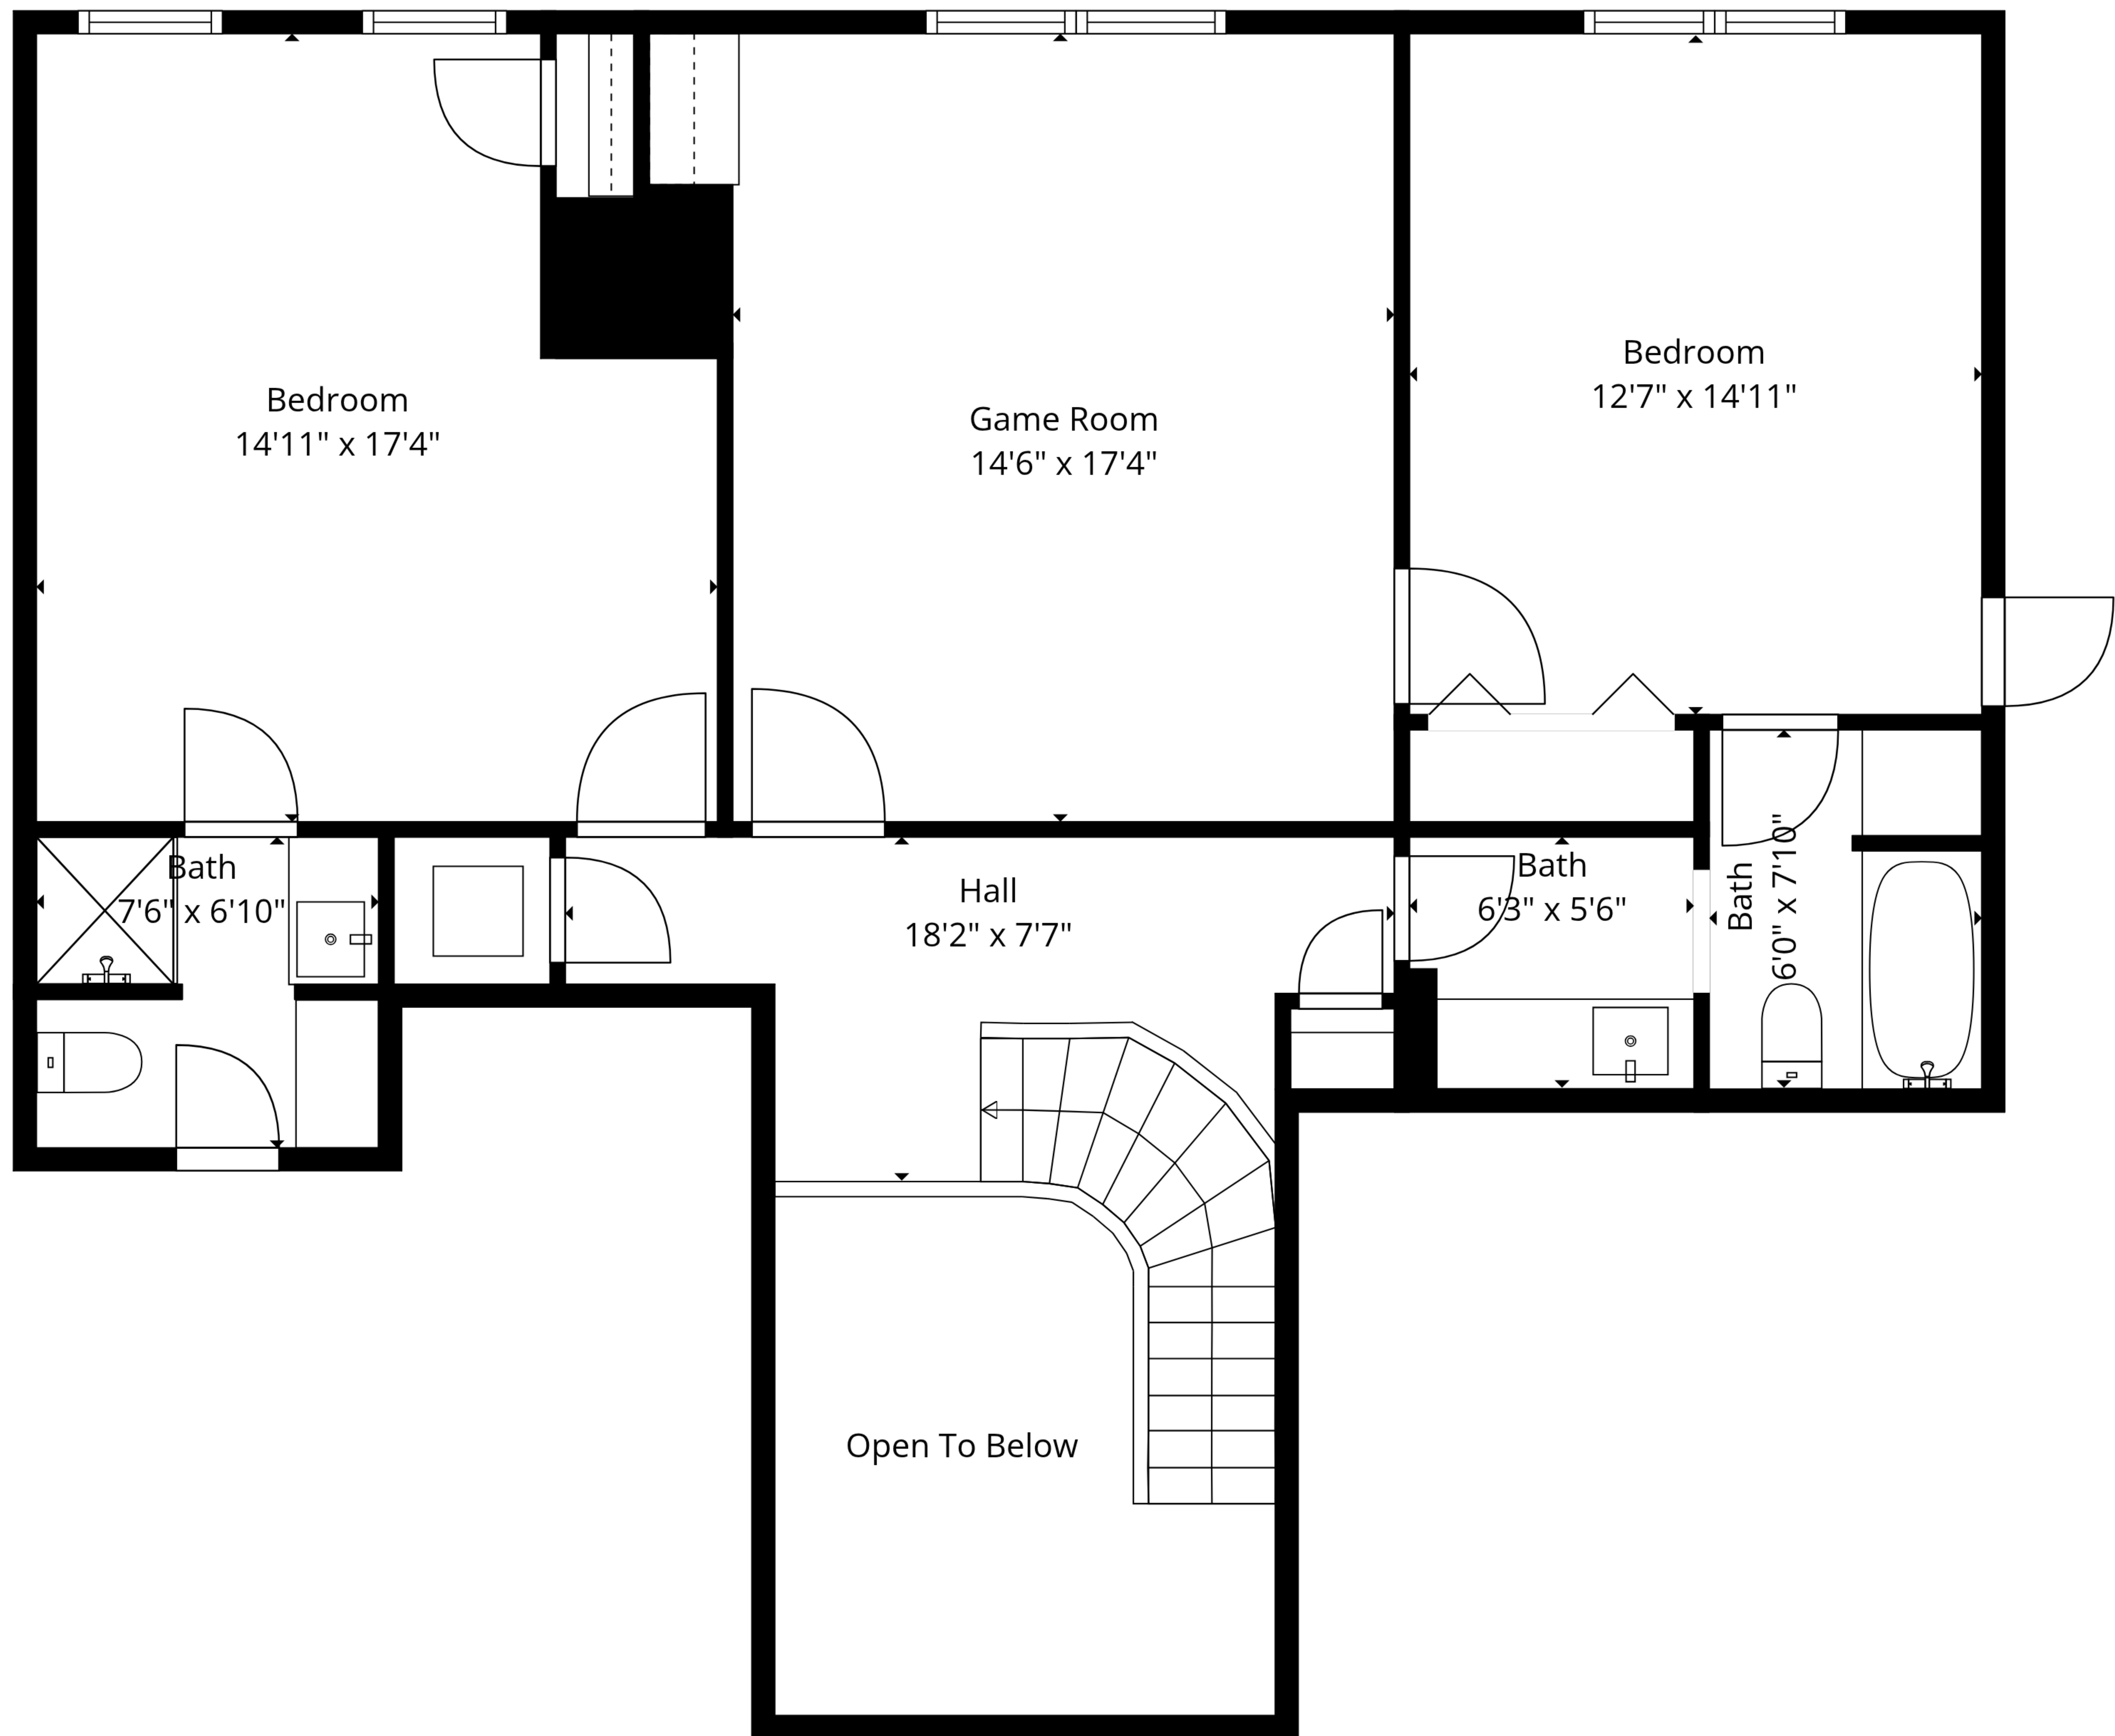 Bedroom
14'11" x 17'4"
Game Room
14'6" x 17'4"
Bedroom
12'7" x 14'11"
Bath
7'6" x 6'10"
Hall
18'2" x 7'7"
Bath
6'3" x 5'6"
Bath
6'0" x 7'10"
Open To Below